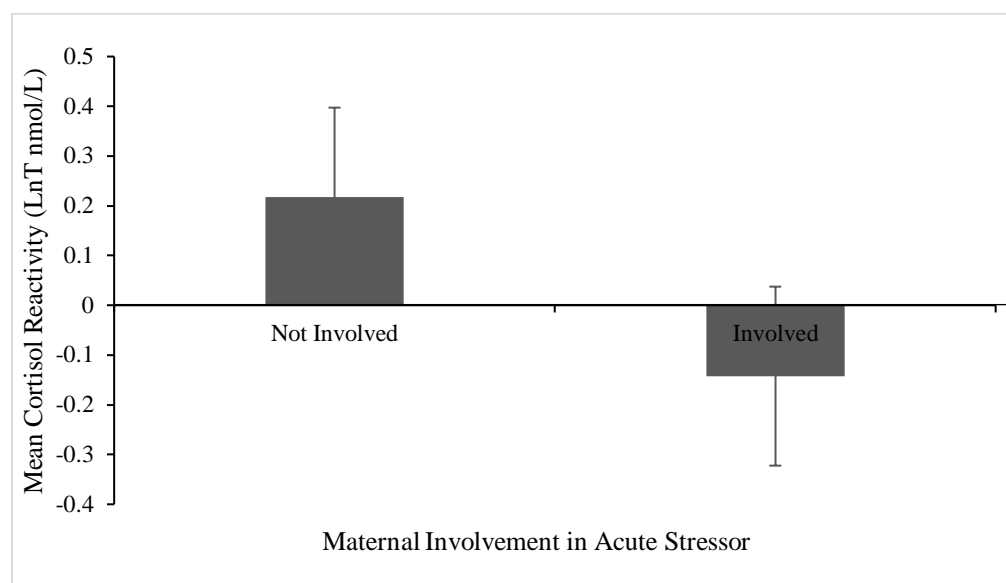 Mean Cortisol Reactivity (LnT nmol/L)
0.5
0.4
0.3
0.2
0.1
0
-0.1
-0.2
-0.3
-0.4
Not Involved
Involved
Maternal Involvement in Acute Stressor